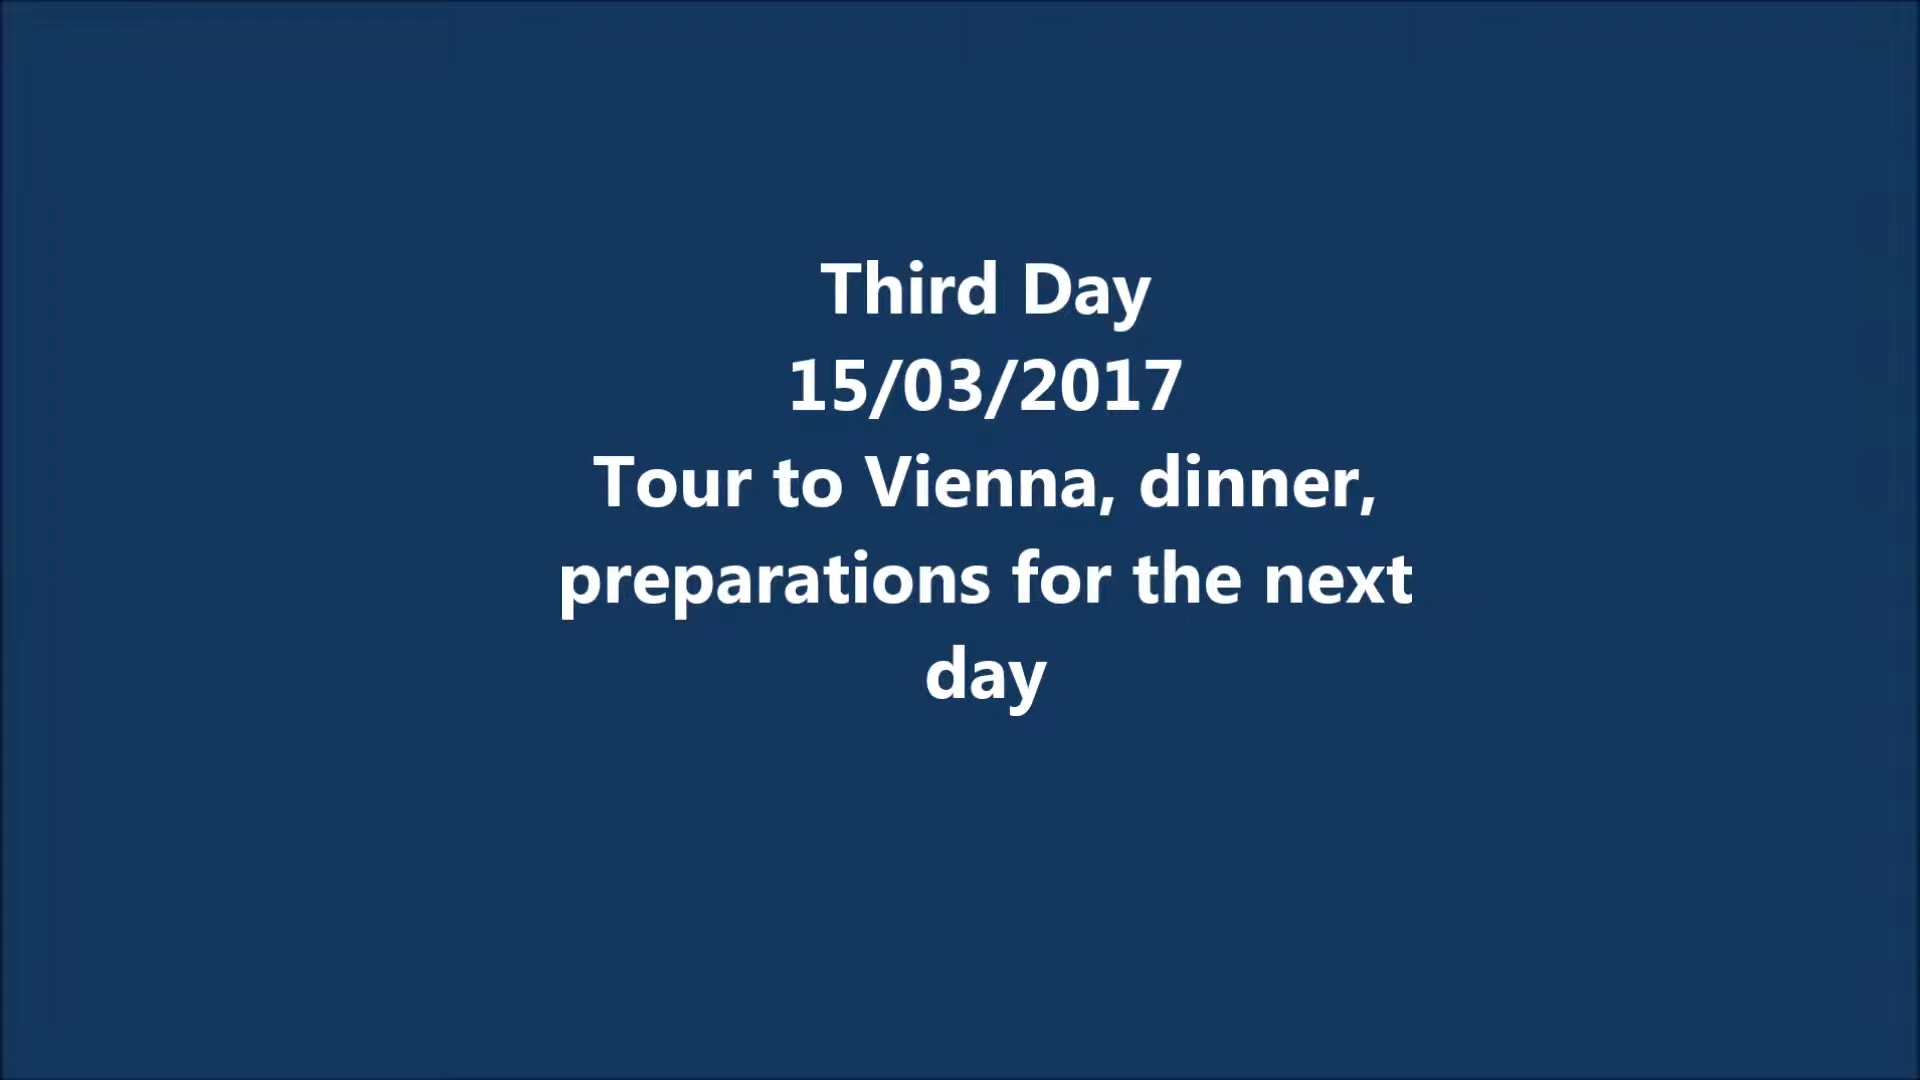 Third Day
15/03/2017
Tour to Vienna, dinner,
preparations for the next
day